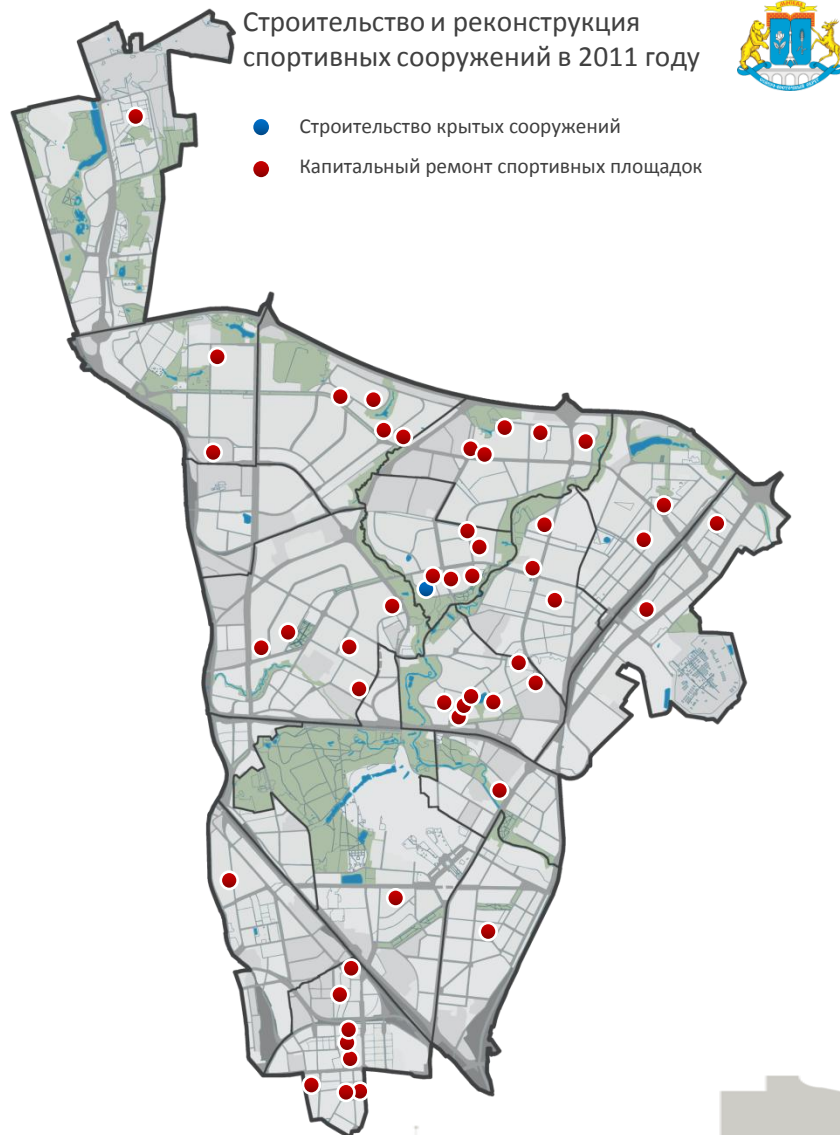 Строительство и реконструкция
спортивных сооружений в 2011 году
Строительство крытых сооружений
Капитальный ремонт спортивных площадок